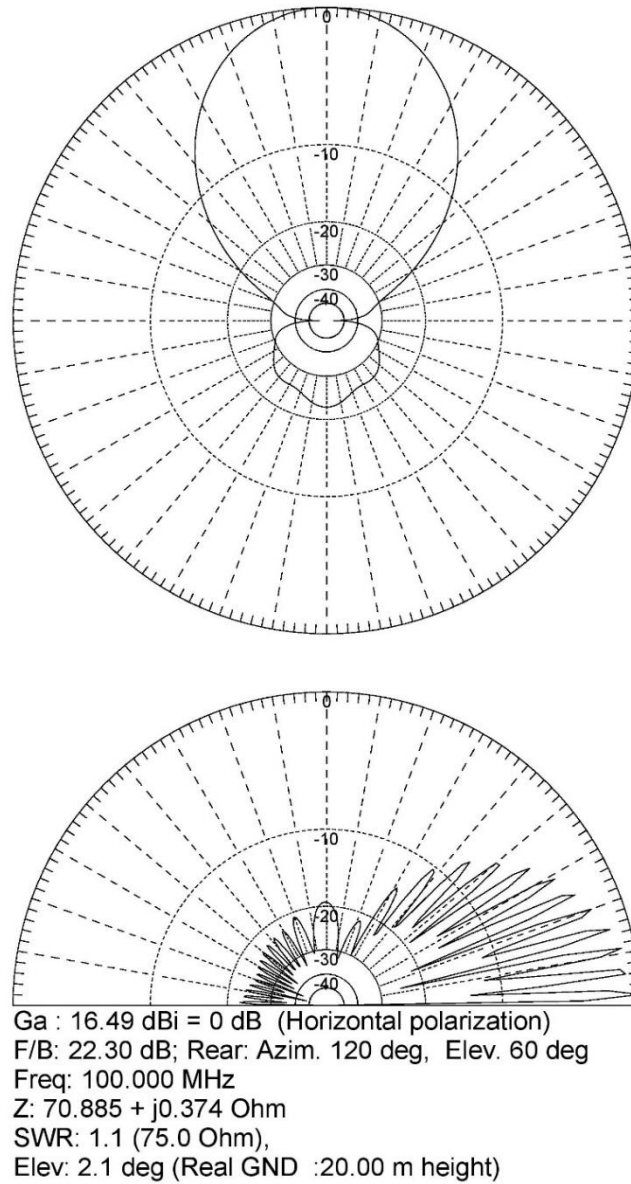 0
-10
-20
-30
-40
0
-10
-20
-30
-40
Ga : 16.49 dBi = 0 dB (Horizontal polarization)
F/B: 22.30 dB; Rear: Azim. 120 deg, Elev. 60 deg
Freq: 100.000 MHz
Z: 70.885 + j0.374 Ohm
SWR: 1.1 (75.0 Ohm),
Elev: 2.1 deg (Real GND :20.00 m height)